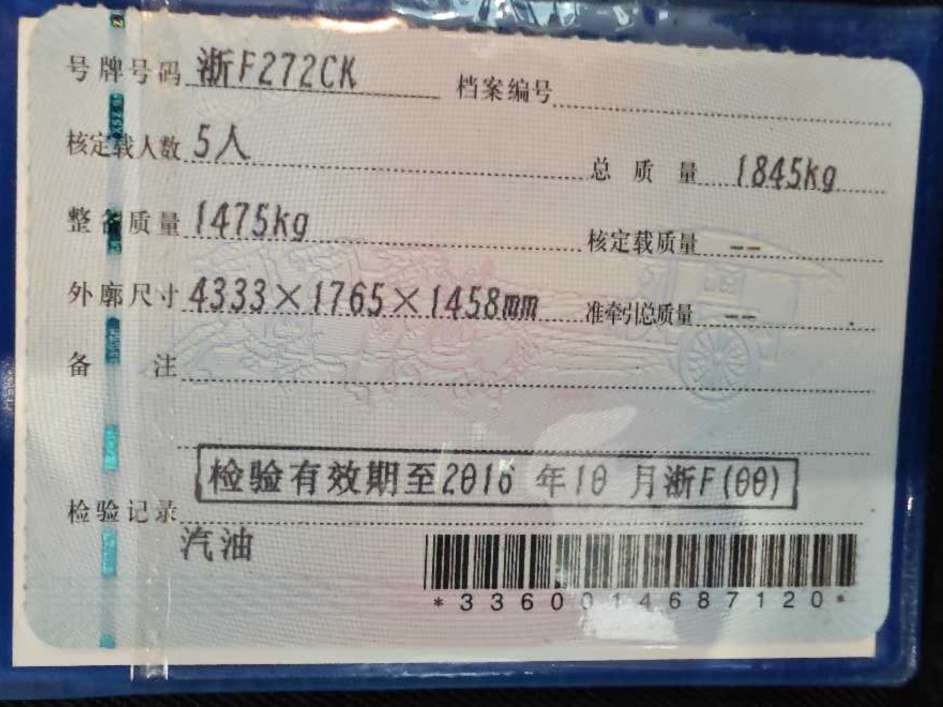 号牌号码 浙F272CK 档案编号
核定载人数 5人 总质量 1845kg
整备质量 1475kg 核定载质量 --
外廓尺寸 4333×1765×1458mm 准牵引总质量 --
备注
检验有效期至2016年10月浙F(00)
检验记录
汽油
*3360014687120*